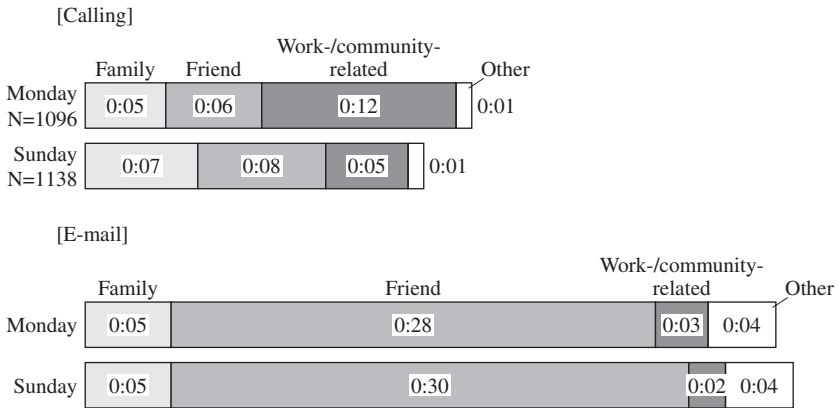 [Calling]
Work-/community-
Family Friend related Other
Monday 0:05 0:06 0:12 0:01
N=1096
Sunday 0:07 0:08 0:05 0:01
N=1138
[E-mail]
Work-/community-
Family Friend related Other
Monday 0:05 0:28 0:03 0:04
Sunday 0:05 0:30 0:02 0:04